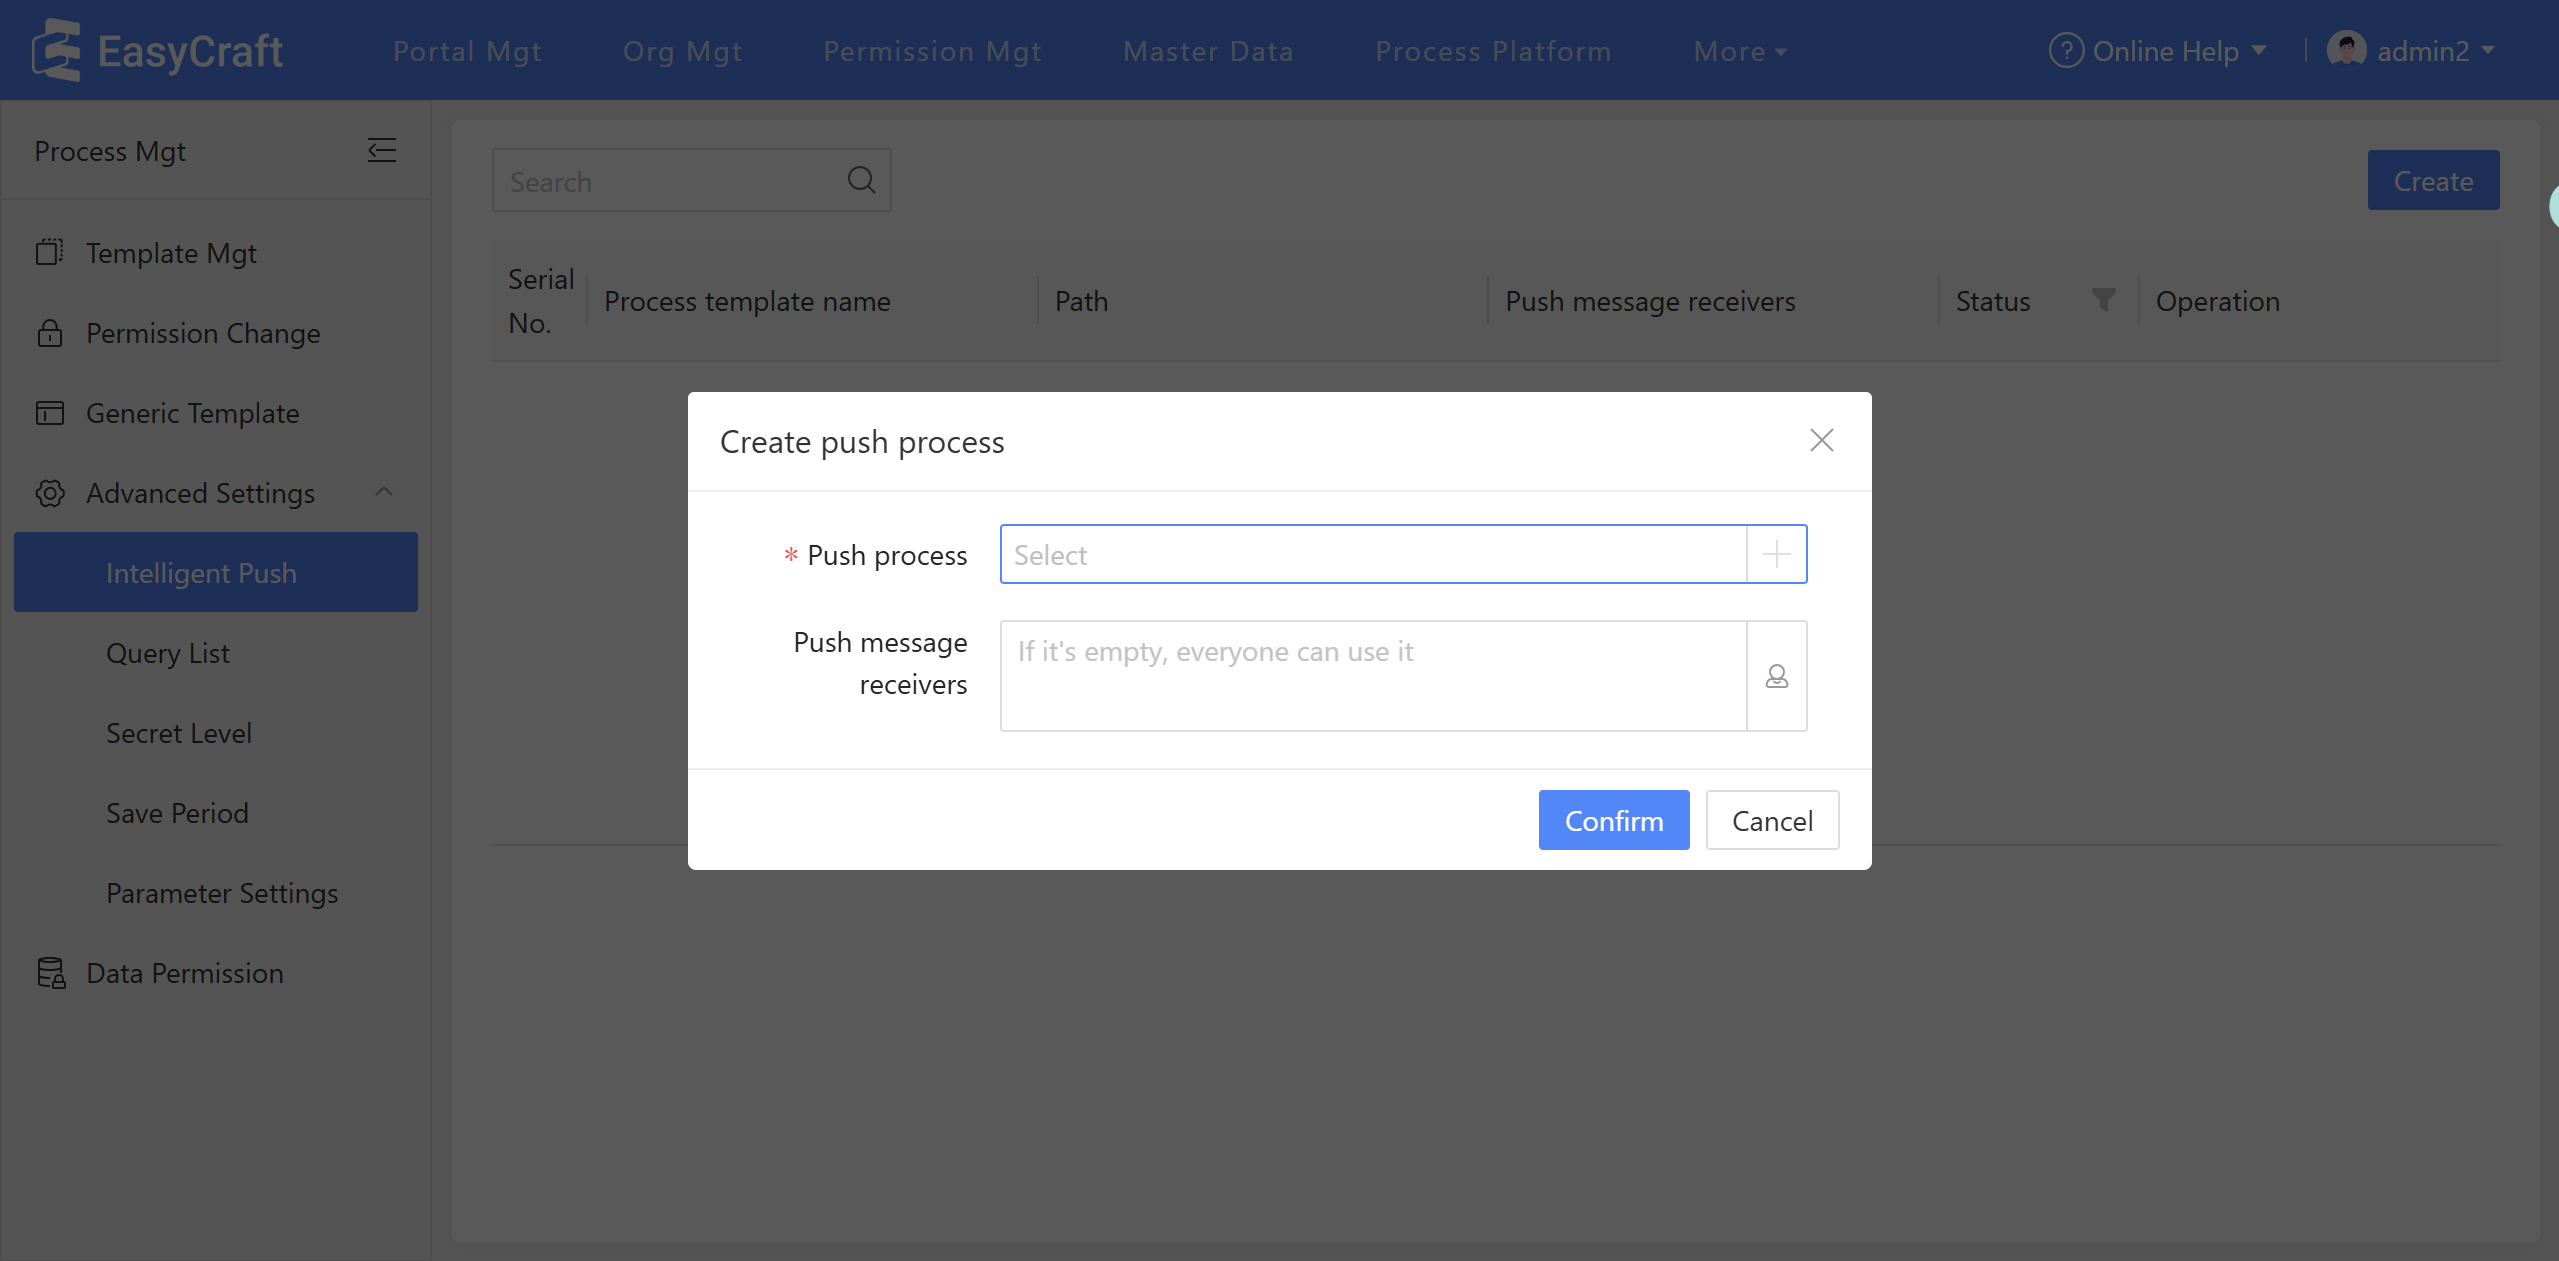 EasyCraft
Portal Mgt
Org Mgt
Permission Mgt
Master Data
Process Platform
More
? Online Help
admin2
Process Mgt
Template Mgt
Permission Change
Generic Template
Advanced Settings
Intelligent Push
Query List
Secret Level
Save Period
Parameter Settings
Data Permission
Search
Create
Serial
No.
Process template name
Path
Push message receivers
Status
Operation
Create push process
* Push process
Select
Push message
receivers
If it's empty, everyone can use it
Confirm
Cancel